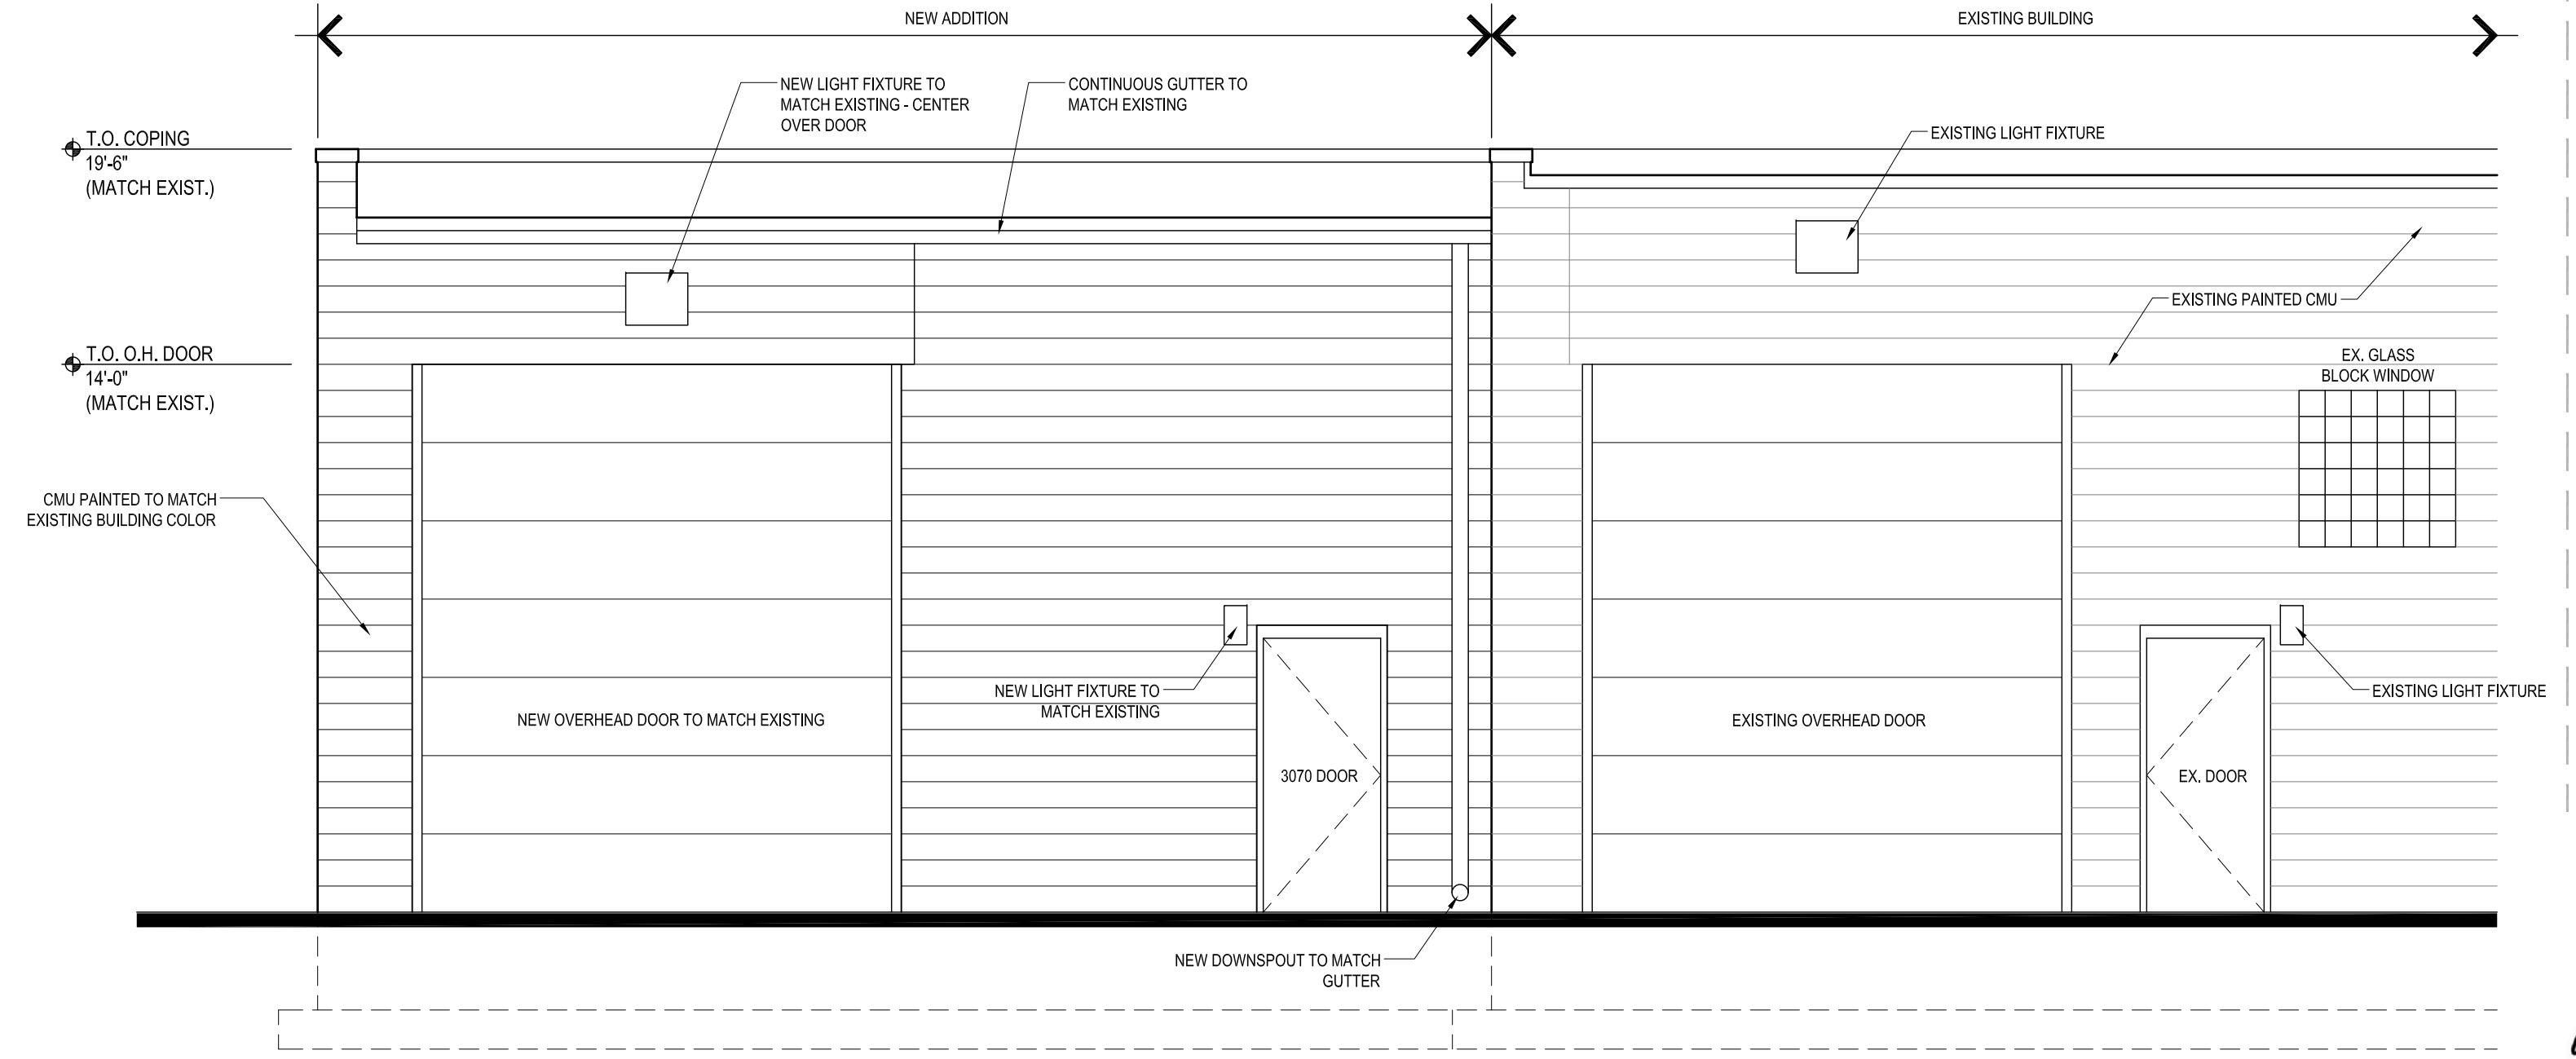 NEW ADDITION
EXISTING BUILDING
NEW LIGHT FIXTURE TO
MATCH EXISTING - CENTER
OVER DOOR
CONTINUOUS GUTTER TO
MATCH EXISTING
EXISTING LIGHT FIXTURE
T.O. COPING
19'-6"
(MATCH EXIST.)
EXISTING PAINTED CMU
T.O. O.H. DOOR
14'-0"
(MATCH EXIST.)
EX. GLASS
BLOCK WINDOW
CMU PAINTED TO MATCH
EXISTING BUILDING COLOR
NEW LIGHT FIXTURE TO
MATCH EXISTING
EXISTING LIGHT FIXTURE
NEW OVERHEAD DOOR TO MATCH EXISTING
EXISTING OVERHEAD DOOR
3070 DOOR
EX. DOOR
NEW DOWNSPOUT TO MATCH
GUTTER